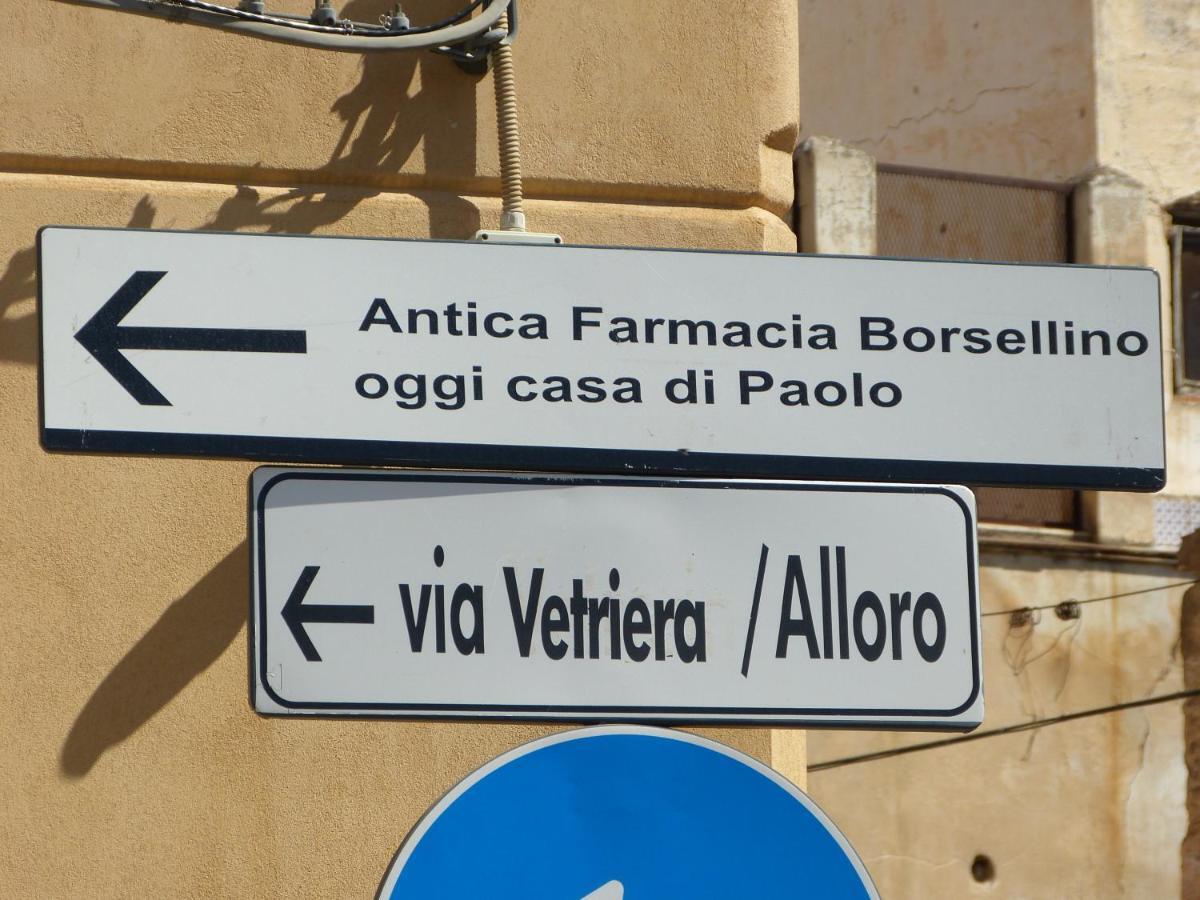 Antica Farmacia Borsellino
oggi casa di Paolo
via Vetriera /Alloro